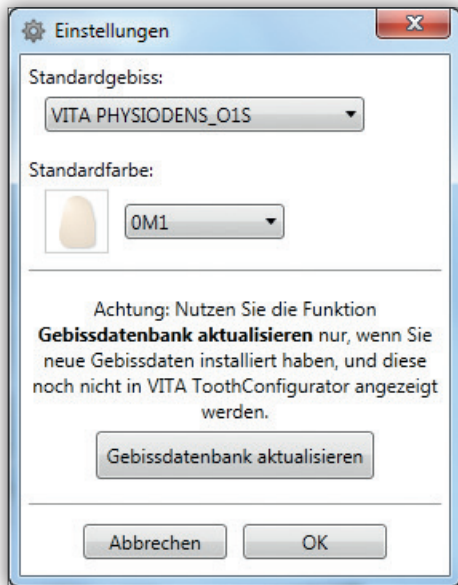 Einstellungen
Standardgebiss:
VITA PHYSIODENS_O1S
Standardfarbe:
0M1
Achtung: Nutzen Sie die Funktion
Gebissdatenbank aktualisieren nur, wenn Sie
neue Gebissdaten installiert haben, und diese
noch nicht in VITA ToothConfigurator angezeigt
werden.
Gebissdatenbank aktualisieren
Abbrechen
OK